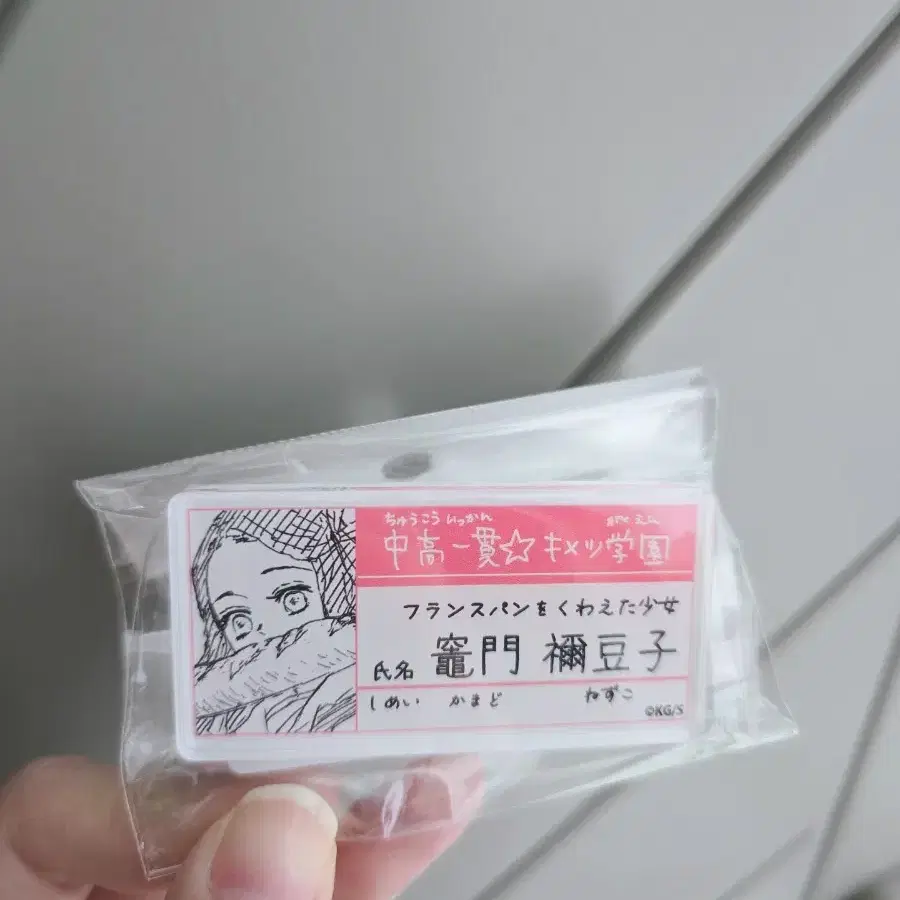 ちゅうこう いっかん がくえん
中高一貫☆キメツ学園
フランスパンをくわえた少女
氏名 竈門 禰豆子
しめい かまど ねずこ
©KG/S